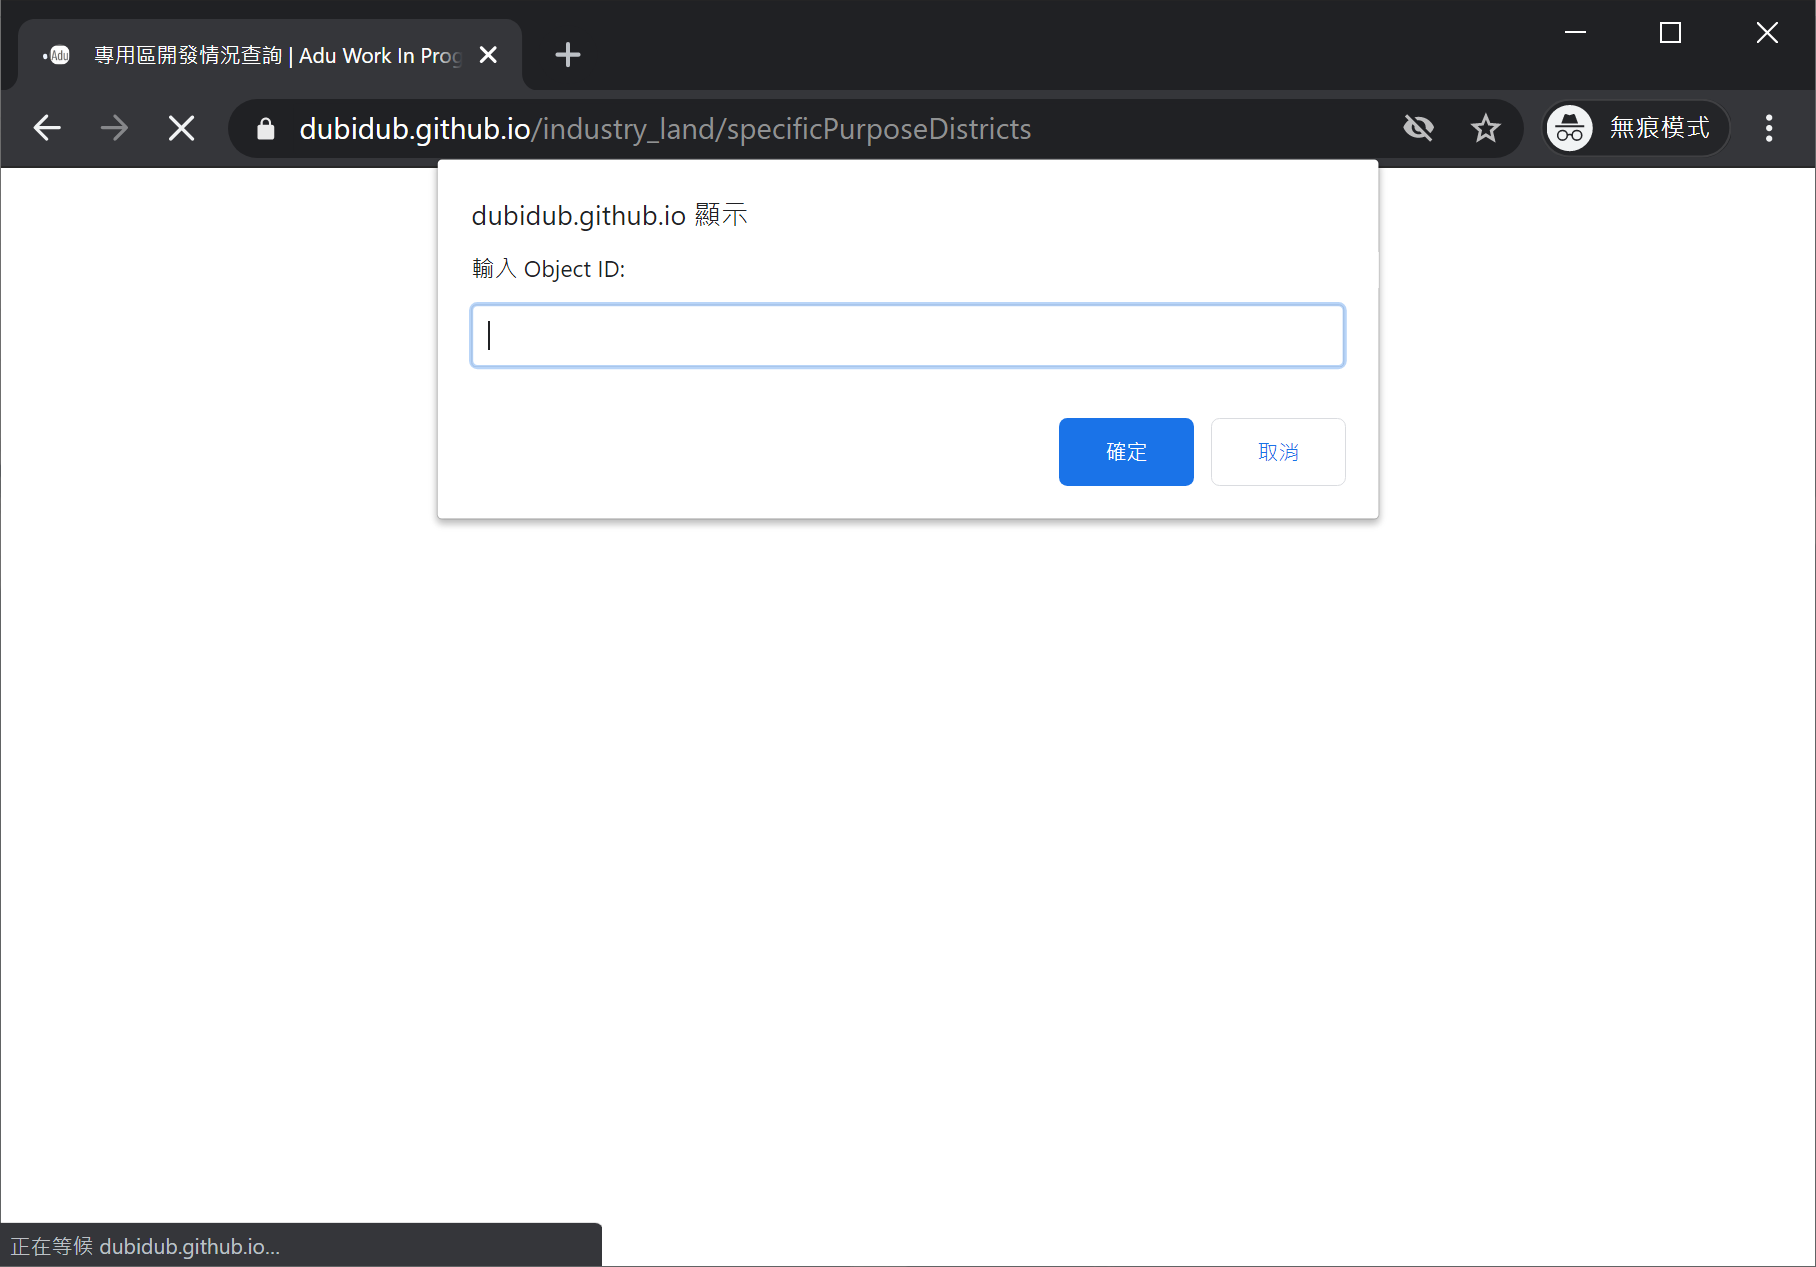 Adu
專用區開發情況查詢 | Adu Work In Prog
dubidub.github.io/industry_land/specificPurposeDistricts
無痕模式
dubidub.github.io 顯示
輸入 Object ID:
確定
取消
正在等候 dubidub.github.io...